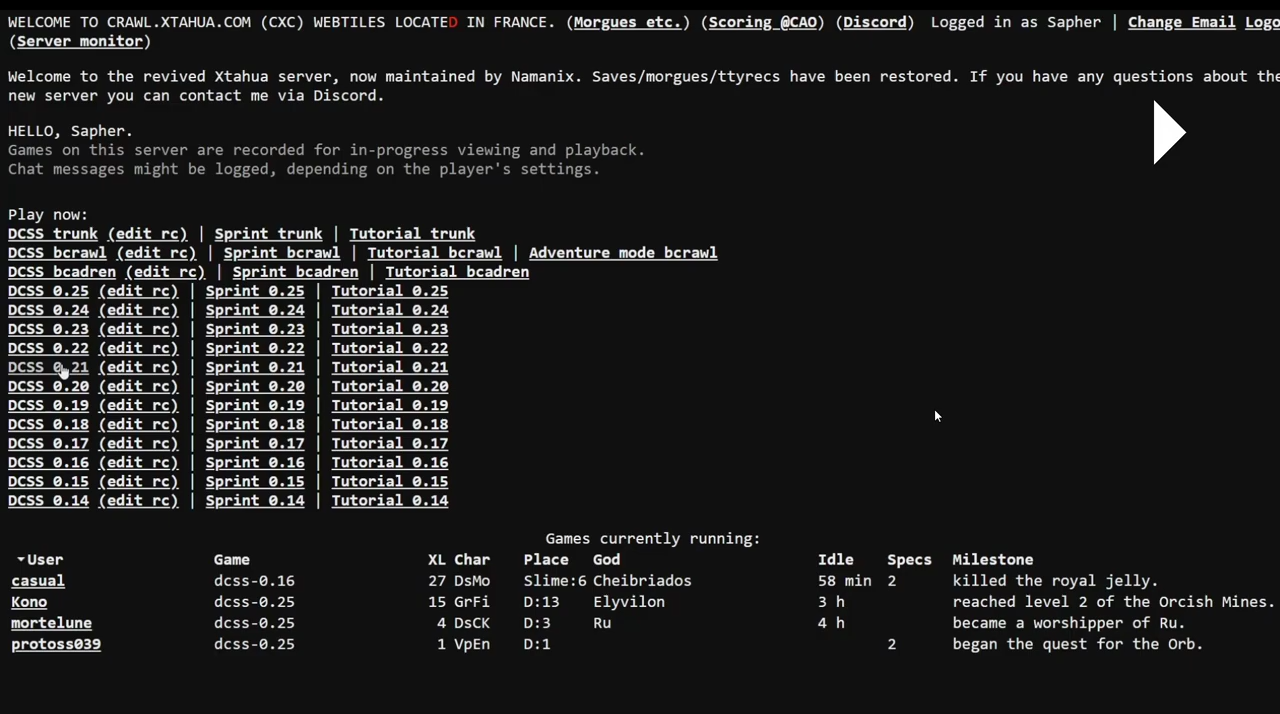 WELCOME TO CRAWL.XTAHUA.COM (CXC) WEBTILES LOCATED IN FRANCE. (Morgues etc.) (Scoring @CAO) (Discord) Logged in as Sapher | Change Email Logo
(Server monitor)
Welcome to the revived Xtahua server, now maintained by Namanix. Saves/morgues/ttyrecs have been restored. If you have any questions about the
new server you can contact me via Discord.
HELLO, Sapher.
Games on this server are recorded for in-progress viewing and playback.
Chat messages might be logged, depending on the player's settings.
Play now:
DCSS trunk (edit rc) | Sprint trunk | Tutorial trunk
DCSS bcrawl (edit rc) | Sprint bcrawl | Tutorial bcrawl | Adventure mode bcrawl
DCSS bcadren (edit rc) | Sprint bcadren | Tutorial bcadren
DCSS 0.25 (edit rc) | Sprint 0.25 | Tutorial 0.25
DCSS 0.24 (edit rc) | Sprint 0.24 | Tutorial 0.24
DCSS 0.23 (edit rc) | Sprint 0.23 | Tutorial 0.23
DCSS 0.22 (edit rc) | Sprint 0.22 | Tutorial 0.22
DCSS 0.21 (edit rc) | Sprint 0.21 | Tutorial 0.21
DCSS 0.20 (edit rc) | Sprint 0.20 | Tutorial 0.20
DCSS 0.19 (edit rc) | Sprint 0.19 | Tutorial 0.19
DCSS 0.18 (edit rc) | Sprint 0.18 | Tutorial 0.18
DCSS 0.17 (edit rc) | Sprint 0.17 | Tutorial 0.17
DCSS 0.16 (edit rc) | Sprint 0.16 | Tutorial 0.16
DCSS 0.15 (edit rc) | Sprint 0.15 | Tutorial 0.15
DCSS 0.14 (edit rc) | Sprint 0.14 | Tutorial 0.14
Games currently running:
User Game XL Char Place God Idle Specs Milestone
casual dcss-0.16 27 DsMo Slime:6 Cheibriados 58 min 2 killed the royal jelly.
Kono dcss-0.25 15 GrFi D:13 Elyvilon 3 h reached level 2 of the Orcish Mines.
mortelune dcss-0.25 4 DsCK D:3 Ru 4 h became a worshipper of Ru.
protoss039 dcss-0.25 1 VpEn D:1 2 began the quest for the Orb.